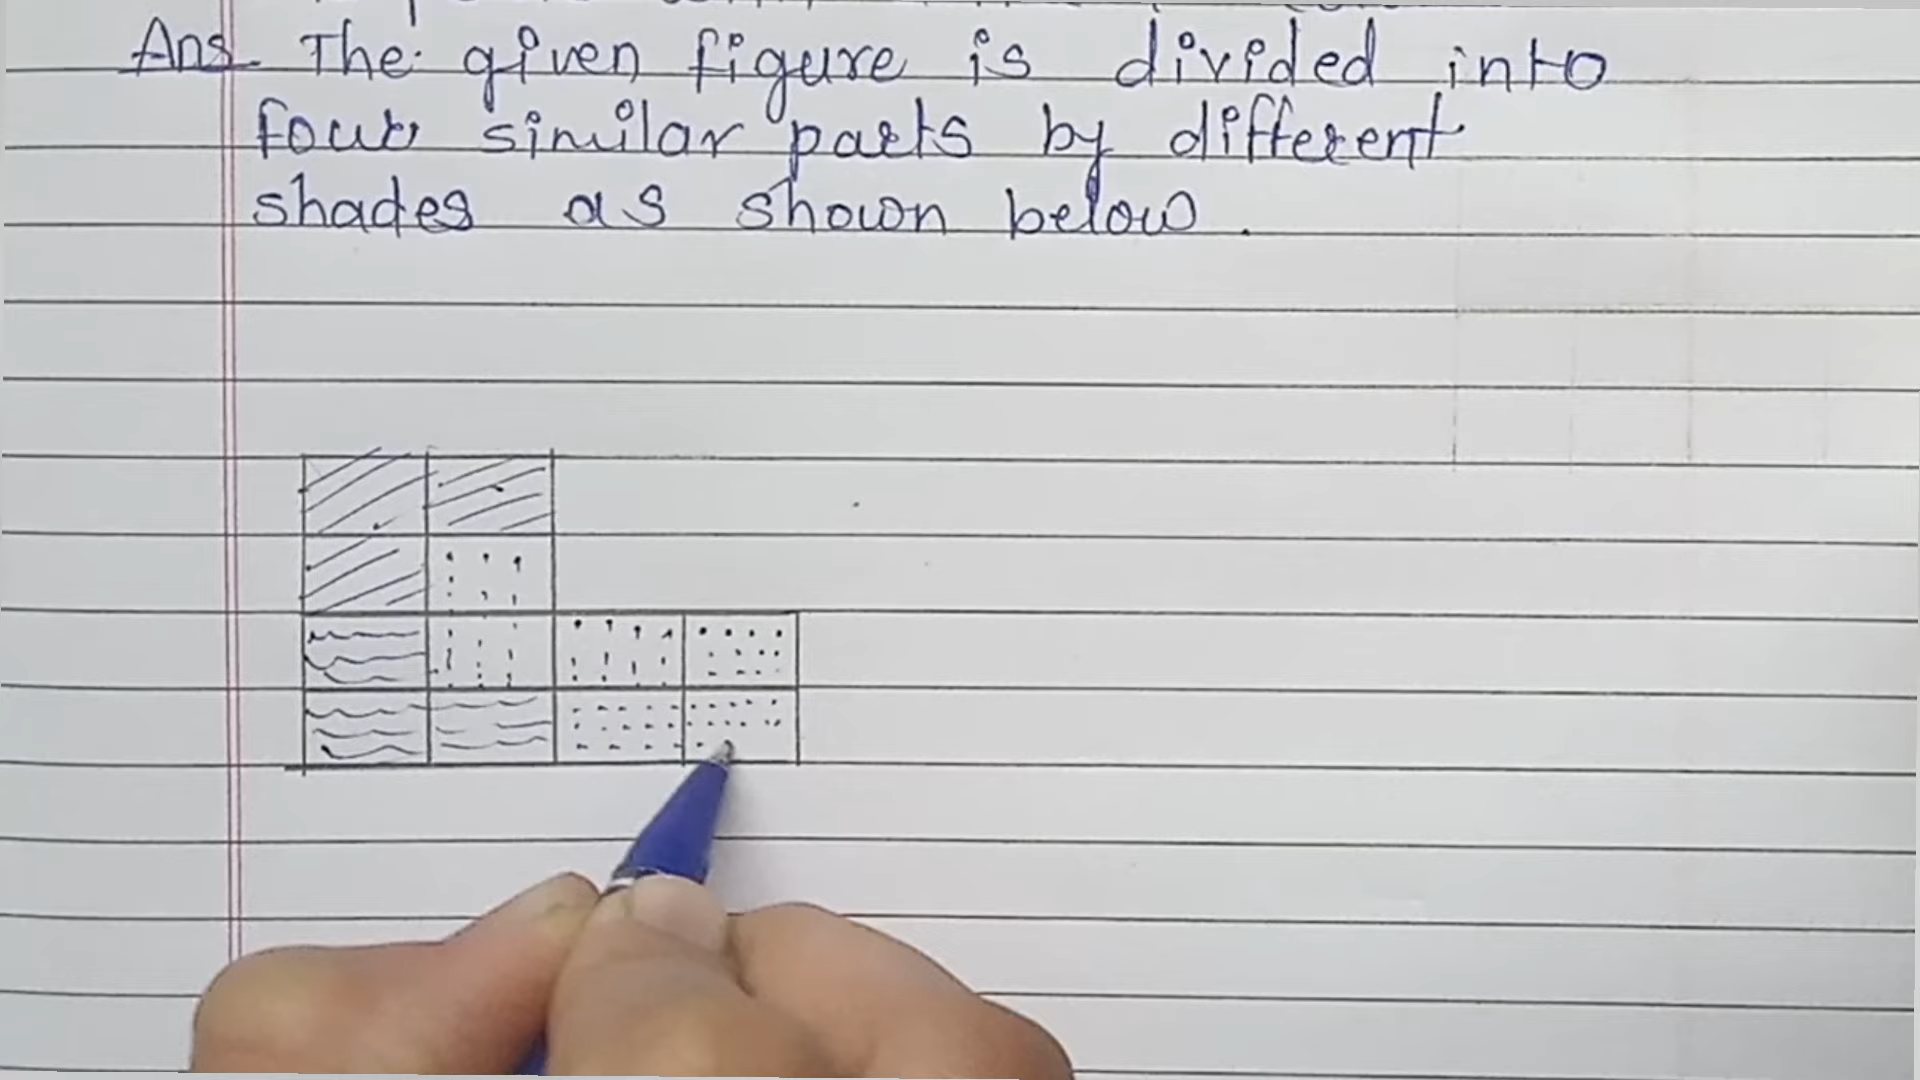 Ans. The given figure is divided into
four similar parts by different
shades as shown below.